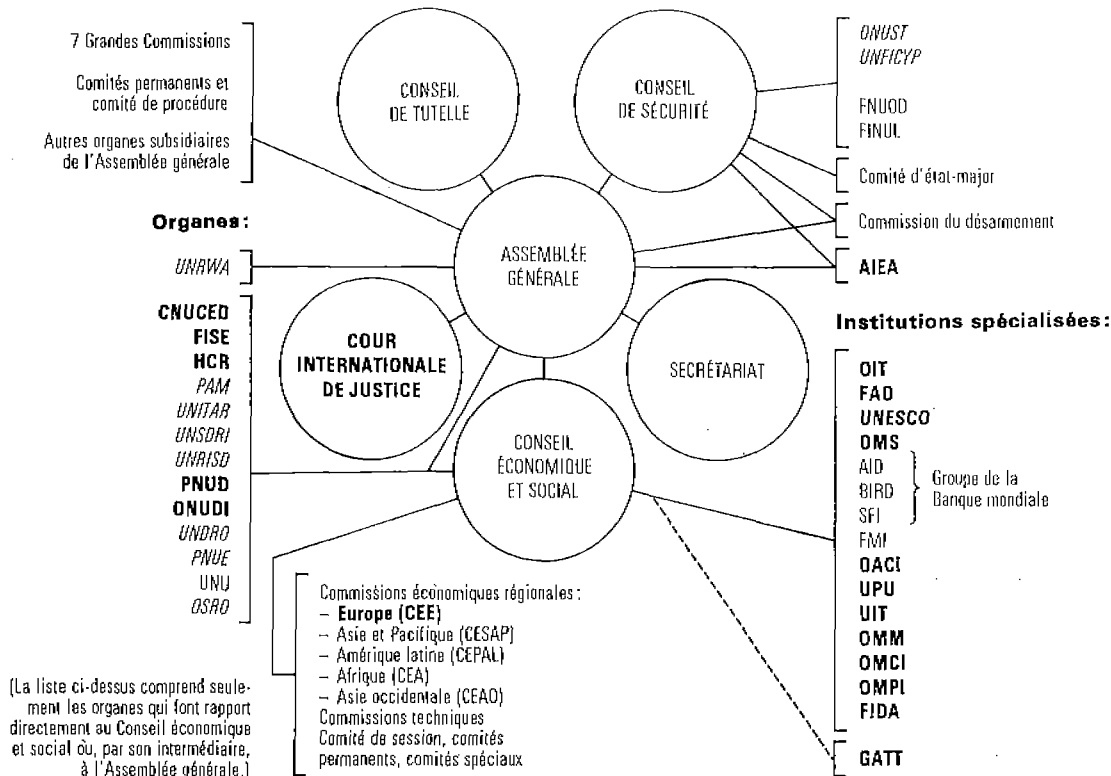 7 Grandes Commissions
Comités permanents et
comité de procédure
Autres organes subsidiaires
de l'Assemblée générale
CONSEIL
DE TUTELLE
CONSEIL
DE SÉCURITÉ
ONUST
UNFICYP
FNUOD
FINUL
Comité d'état-major
Commission du désarmement
AIEA
Organes:
UNRWA
ASSEMBLÉE
GÉNÉRALE
CNUCED
FISE
HCR
PAM
UNITAR
UNSDRI
UNRISD
PNUD
ONUDI
UNDRO
PNUE
UNU
OSRO
COUR
INTERNATIONALE
DE JUSTICE
SECRÉTARIAT
CONSEIL
ÉCONOMIQUE
ET SOCIAL
Institutions spécialisées:
OIT
FAO
UNESCO
OMS
AID
BIRD
SFI
Groupe de la
Banque mondiale
FMI
OACI
UPU
UIT
OMM
OMCI
OMPI
FIDA
GATT
Commissions économiques régionales:
– Europe (CEE)
– Asie et Pacifique (CESAP)
– Amérique latine (CEPAL)
– Afrique (CEA)
– Asie occidentale (CEAO)
Commissions techniques
Comité de session, comités
permanents, comités spéciaux
(La liste ci-dessus comprend seule-
ment les organes qui font rapport
directement au Conseil économique
et social où, par son intermédiaire,
à l'Assemblée générale.)